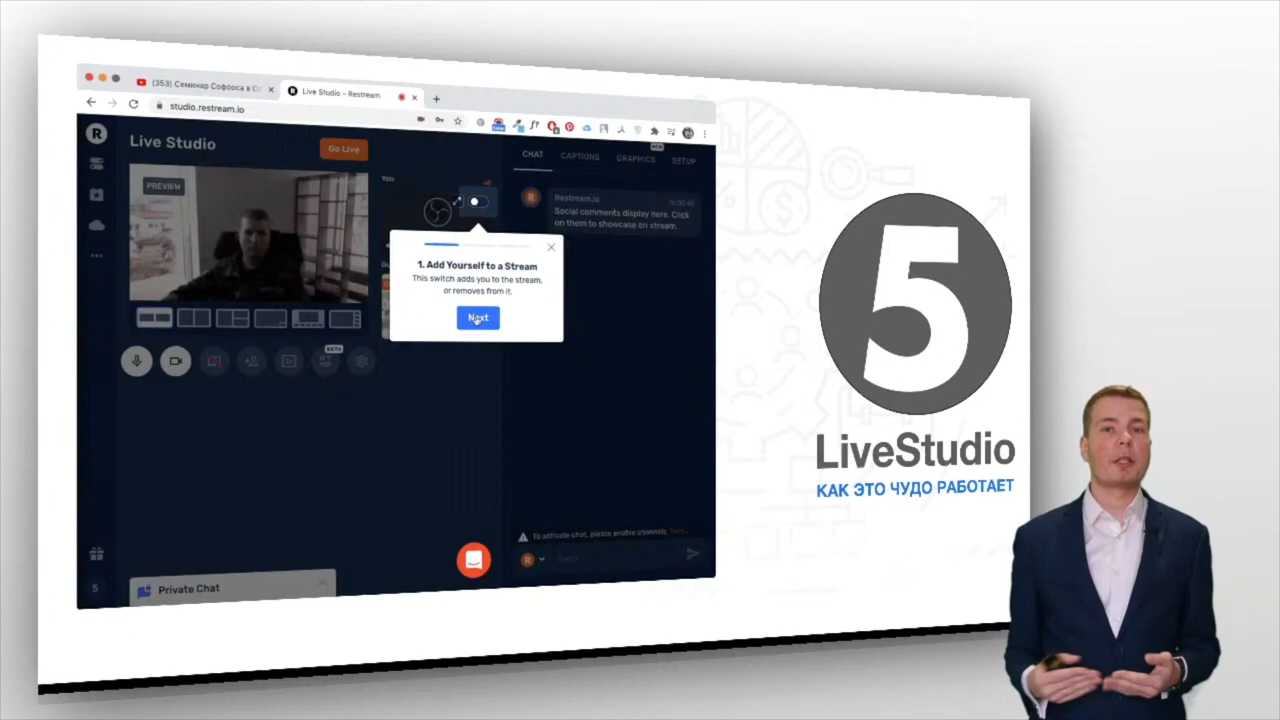 (353) Семинар Софооса в С
Live Studio - Restream
studio.restream.io
R
Live Studio
Go Live
PREVIEW
You
CHAT
CAPTIONS
GRAPHICS
NEW
SETUP
Restream.io
Social comments display here. Click
on them to showcase on stream.
1. Add Yourself to a Stream
This switch adds you to the stream,
or removes from it.
Next
BETA
To activate chat, please enable channels
Private Chat
5
5
LiveStudio
КАК ЭТО ЧУДО РАБОТАЕТ